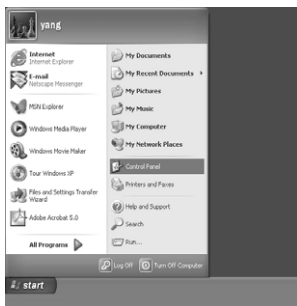 yang
Internet
Internet Explorer
E-mail
Netscape Messenger
MSN Explorer
Windows Media Player
Windows Movie Maker
Tour Windows XP
Files and Settings Transfer
Wizard
Adobe Acrobat 5.0
All Programs
My Documents
My Recent Documents
My Pictures
My Music
My Computer
My Network Places
Control Panel
Printers and Faxes
Help and Support
Search
Run...
Log Off
Turn Off Computer
start